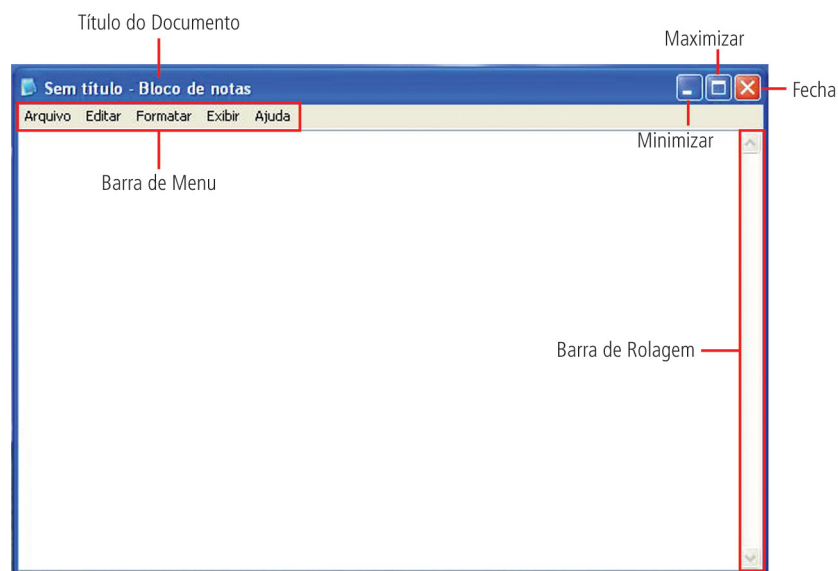 Título do Documento
Maximizar
Sem título - Bloco de notas
Fecha
Arquivo Editar Formatar Exibir Ajuda
Minimizar
Barra de Menu
Barra de Rolagem